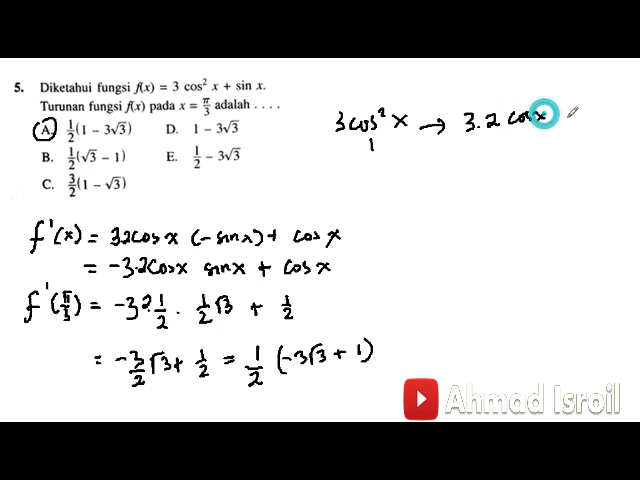 5. Diketahui fungsi f(x) = 3 cos² x + sin x.
Turunan fungsi f(x) pada x = π/3 adalah . . . .
A. 1/2(1 − 3√3) D. 1 − 3√3
B. 1/2(√3 − 1) E. 1/2 − 3√3
C. 3/2(1 − √3)
3cos² x → 3.2 cos x
1
f'(x) = 3.2cos x (−sin x) + cos x
= −3.2cos x sin x + cos x
f'(π/3) = −3.2.1/2 . 1/2√3 + 1/2
= −3/2√3 + 1/2 = 1/2 (−3√3 + 1)
Ahmad Isroil